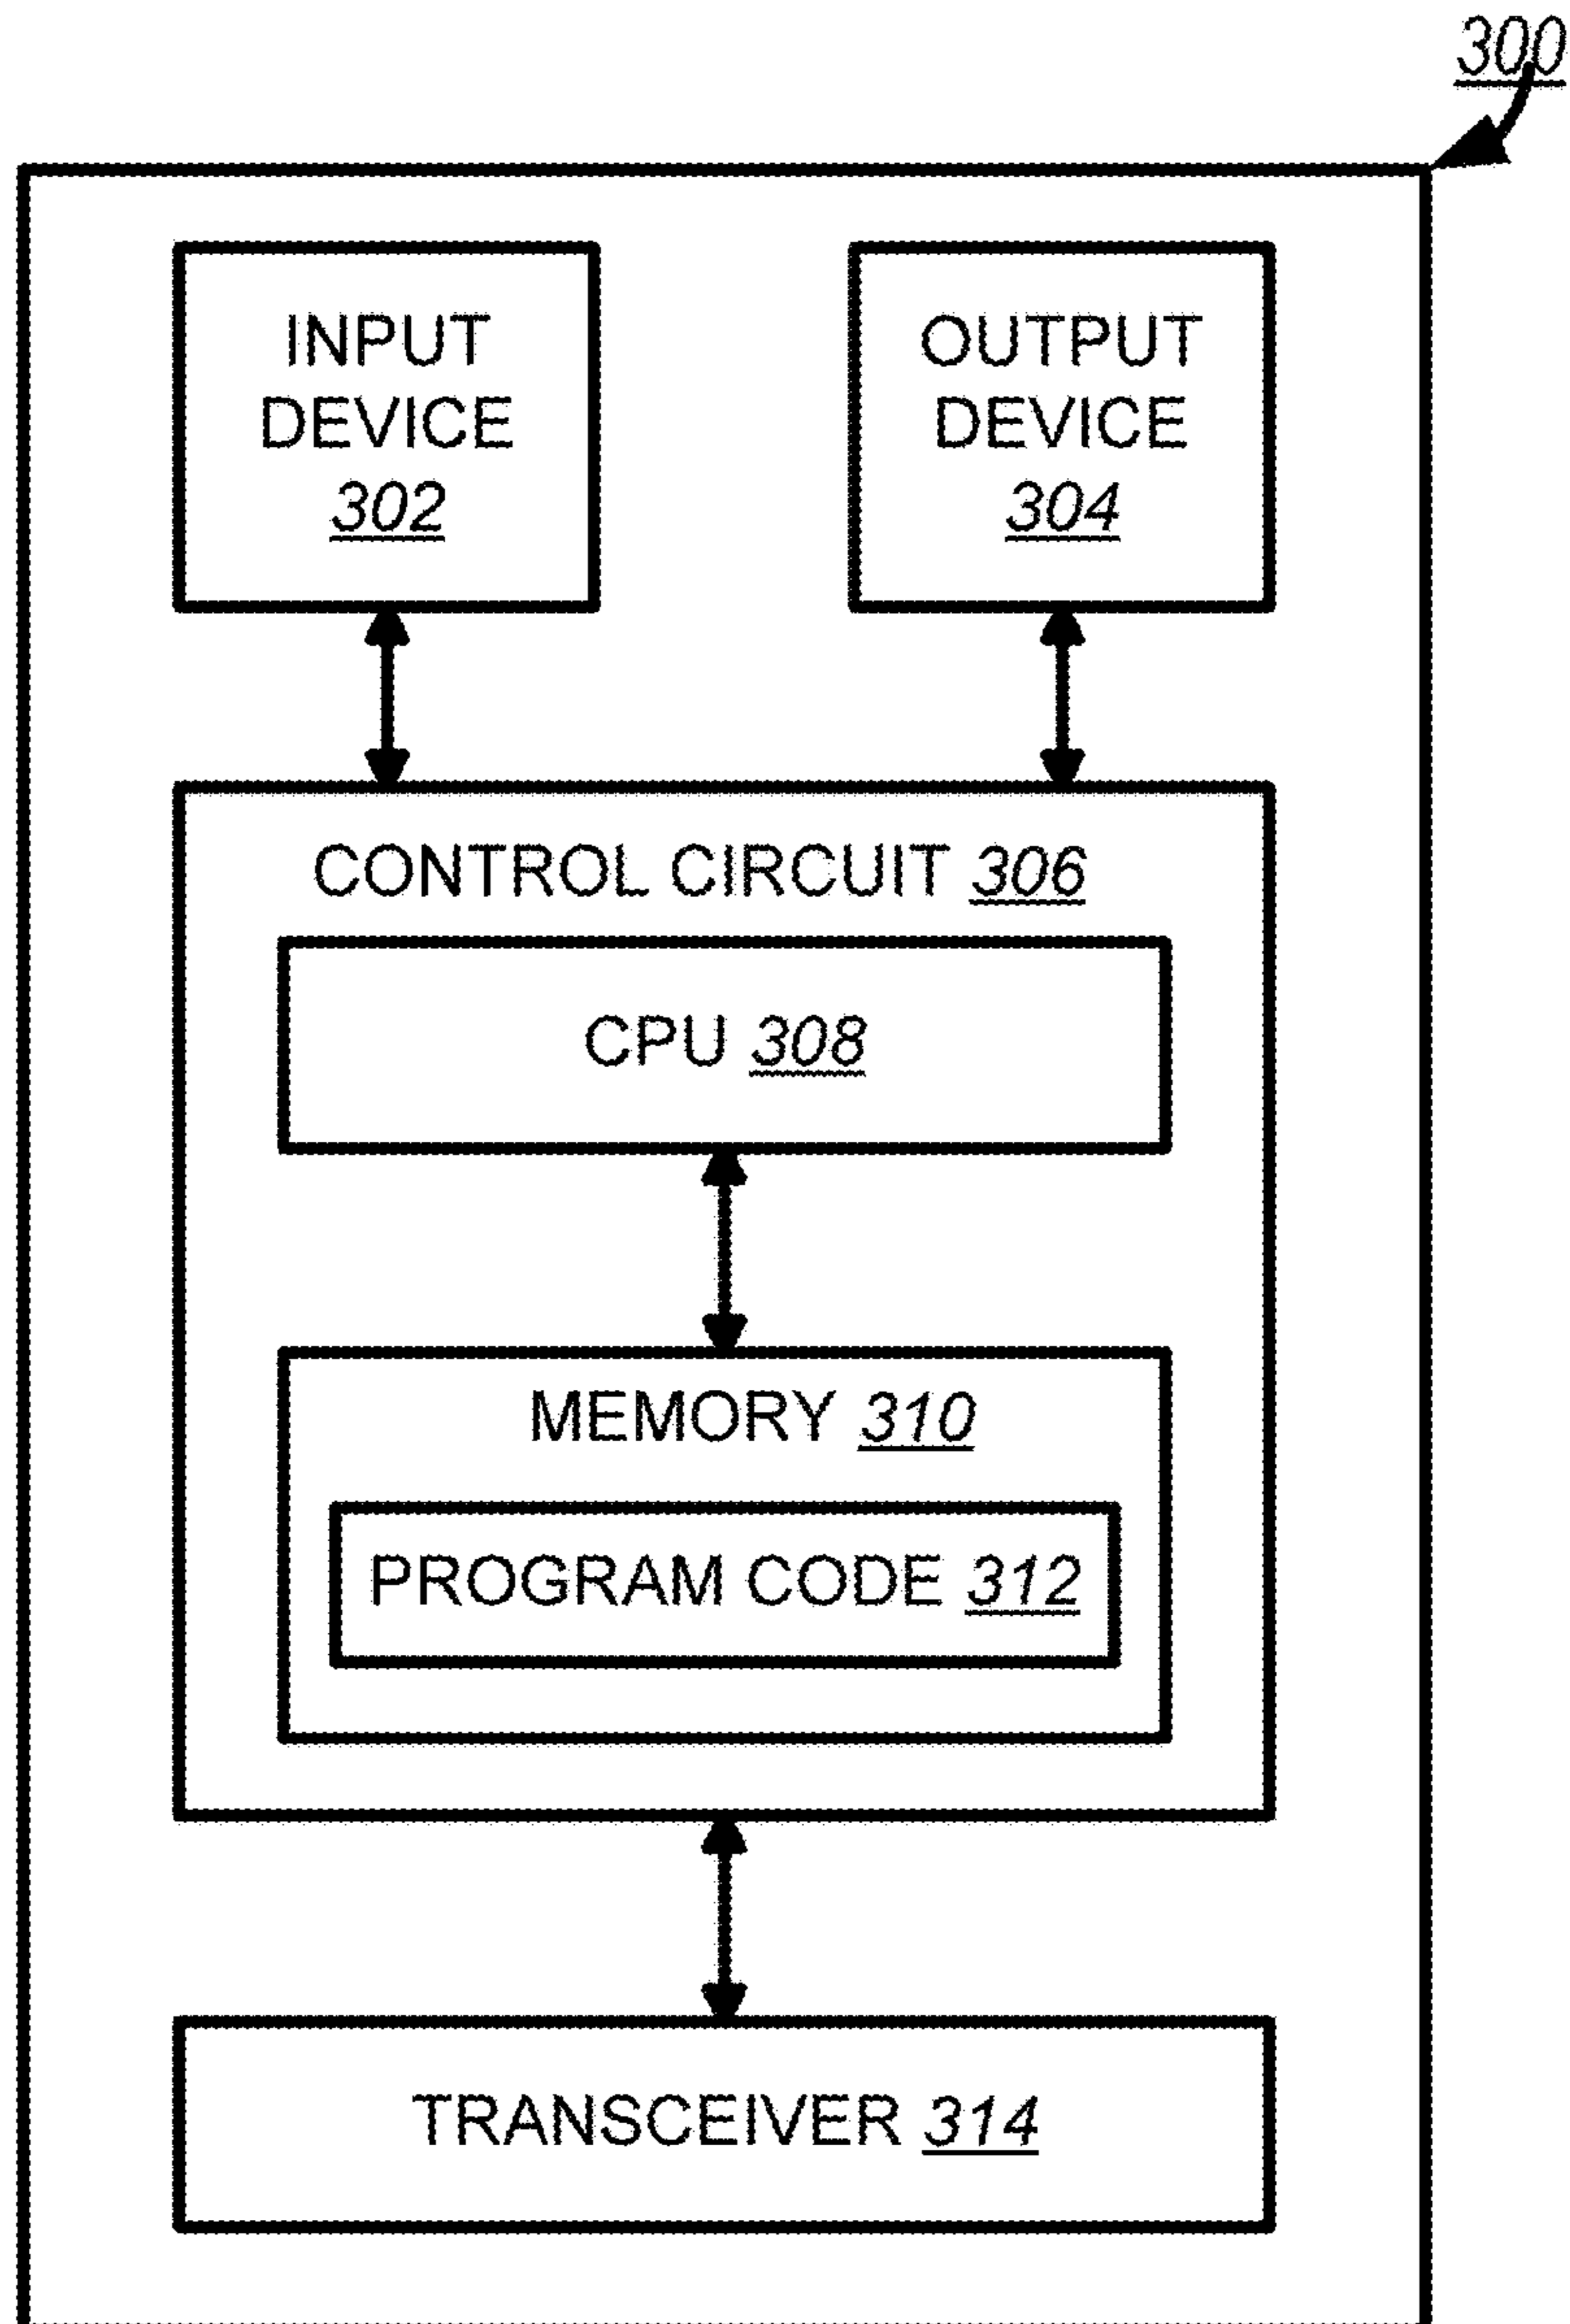 300
INPUT
DEVICE
302
OUTPUT
DEVICE
304
CONTROL CIRCUIT 306
CPU 308
MEMORY 310
PROGRAM CODE 312
TRANSCEIVER 314